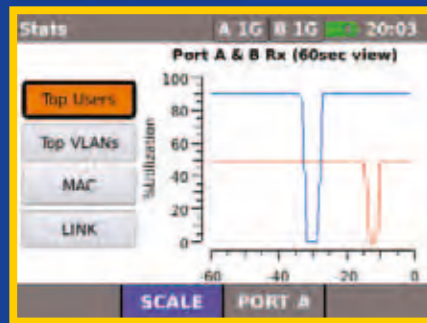 Stats A 1G B 1G 20:03
Port A & B Rx (60sec view)
Top Users
Top VLANs
MAC
LINK
%Utilization
100
80
60
40
20
0
-60 -40 -20 0
SCALE PORT A